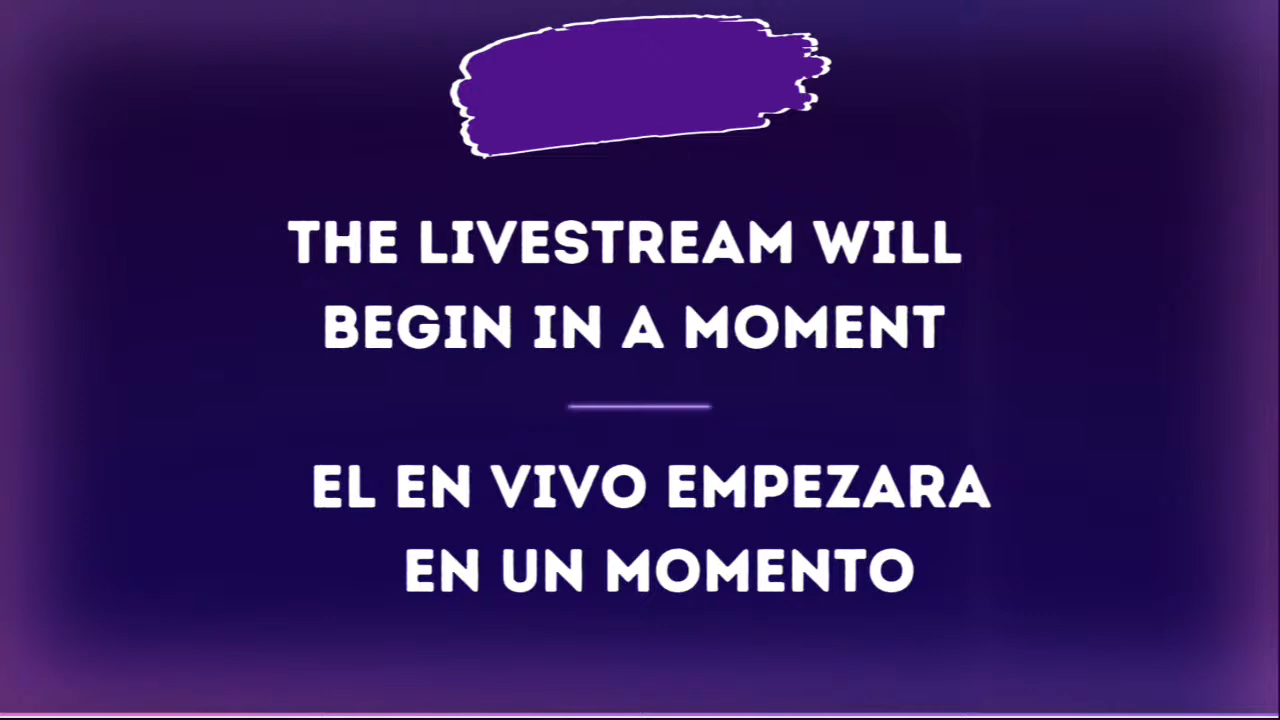 THE LIVESTREAM WILL
BEGIN IN A MOMENT
EL EN VIVO EMPEZARA
EN UN MOMENTO